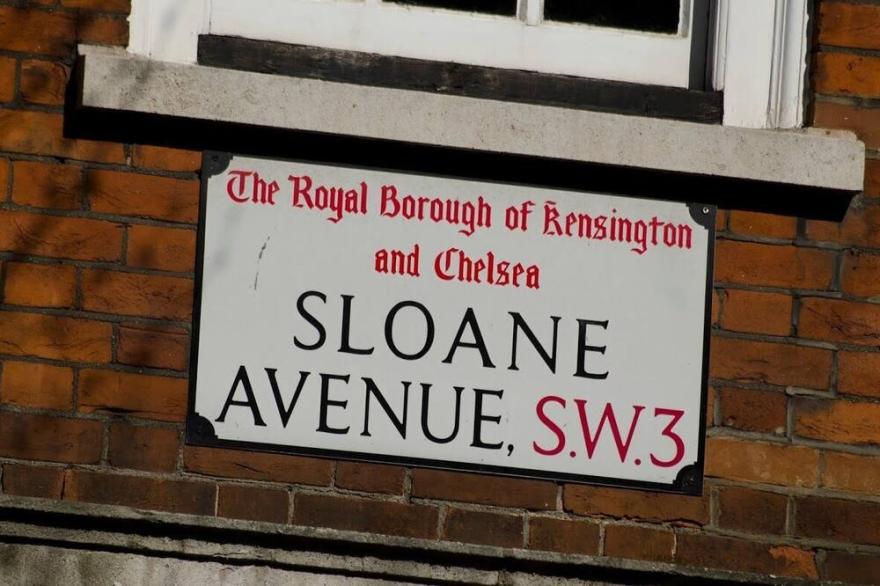 The Royal Borough of Kensington
and Chelsea
SLOANE
AVENUE, S.W.3